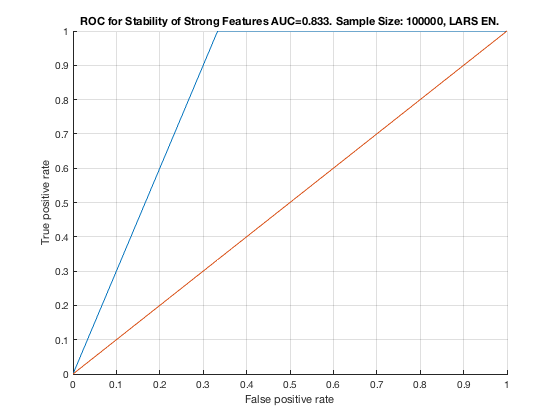 ROC for Stability of Strong Features AUC=0.833. Sample Size: 100000, LARS EN.
1
0.9
0.8
0.7
0.6
0.5
0.4
0.3
0.2
0.1
0
True positive rate
0 0.1 0.2 0.3 0.4 0.5 0.6 0.7 0.8 0.9 1
False positive rate